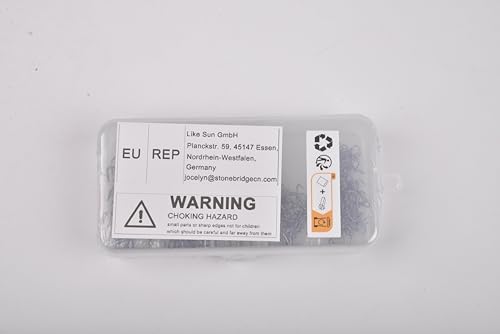 EU REP
Like Sun GmbH
Planckstr. 59, 45147 Essen,
Nordrhein-Westfalen,
Germany
jocelyn@stonebridgecn.com
WARNING
CHOKING HAZARD
small parts or sharp edges not for children
which should be careful and far away from them